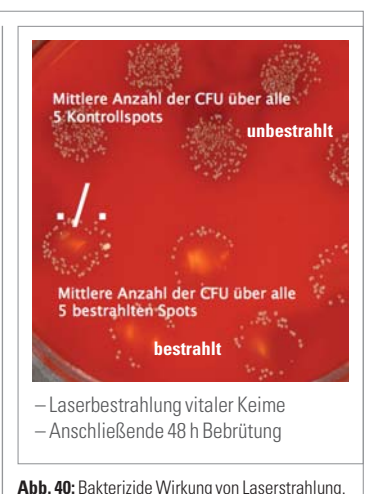 Mittlere Anzahl der CFU über alle
5 Kontrollspots
unbestrahlt
./.
Mittlere Anzahl der CFU über alle
5 bestrahlten Spots
bestrahlt
– Laserbestrahlung vitaler Keime
– Anschließende 48 h Bebrütung
Abb. 40: Bakterizide Wirkung von Laserstrahlung.